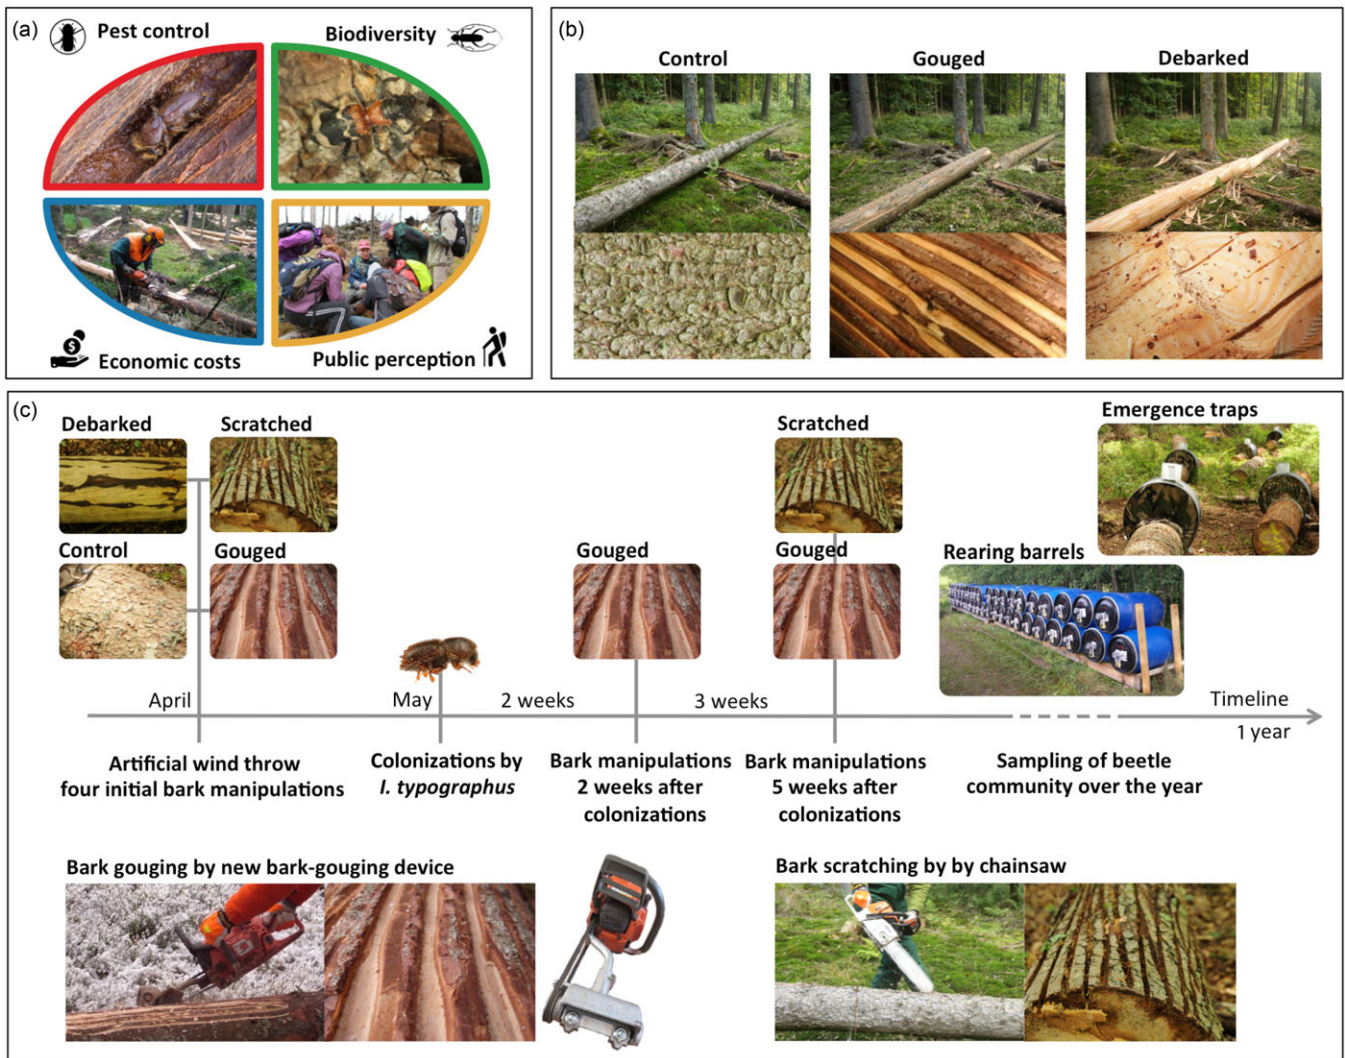 (a)
Pest control
Biodiversity
Economic costs
Public perception
(b)
Control
Gouged
Debarked
(c)
Debarked
Scratched
Control
Gouged
Gouged
Scratched
Gouged
Emergence traps
Rearing barrels
April
May
2 weeks
3 weeks
Timeline
1 year
Artificial wind throw
four initial bark manipulations
Colonizations by
I. typographus
Bark manipulations
2 weeks after
colonizations
Bark manipulations
5 weeks after
colonizations
Sampling of beetle
community over the year
Bark gouging by new bark-gouging device
Bark scratching by by chainsaw